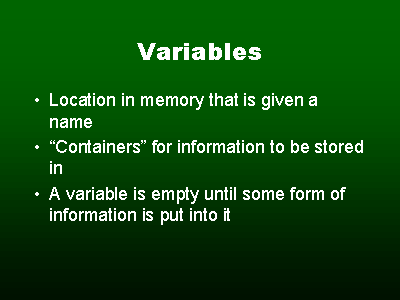 Variables
• Location in memory that is given a
name
• “Containers” for information to be stored
in
• A variable is empty until some form of
information is put into it